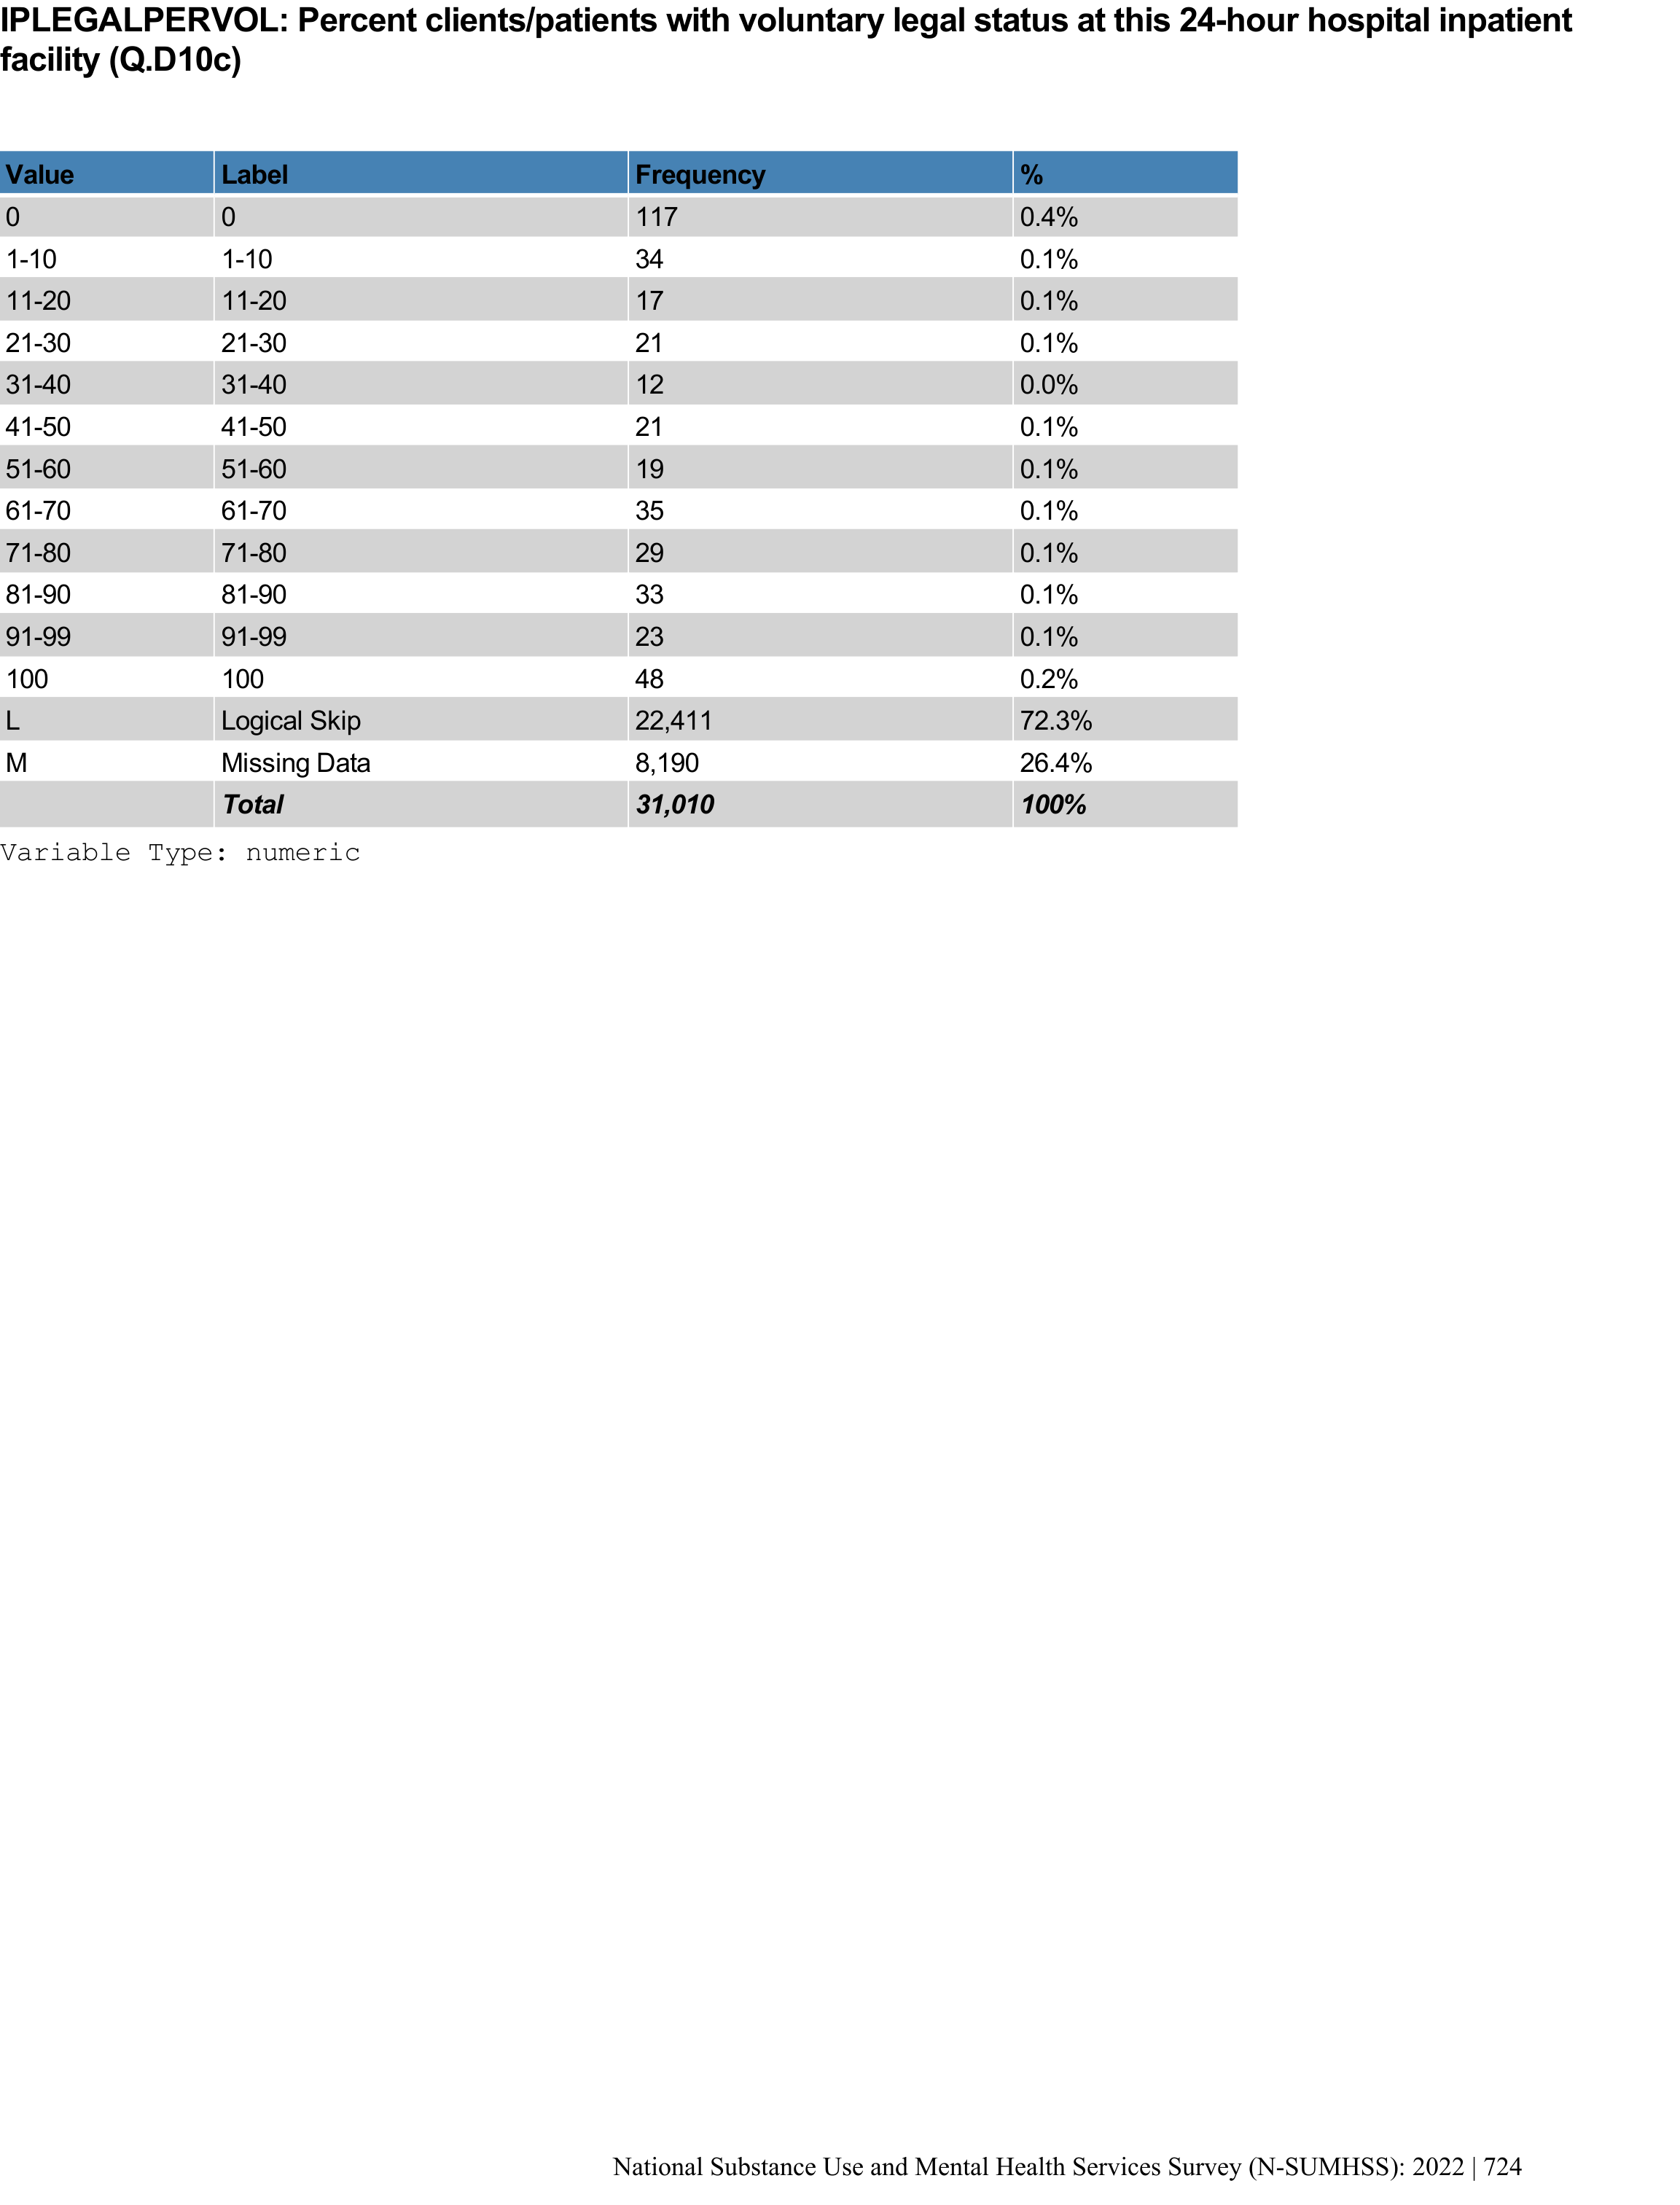 IPLEGALPERVOL: Percent clients/patients with voluntary legal status at this 24-hour hospital inpatient
facility (Q.D10c)
Value Label Frequency %
0 0 117 0.4%
1-10 1-10 34 0.1%
11-20 11-20 17 0.1%
21-30 21-30 21 0.1%
31-40 31-40 12 0.0%
41-50 41-50 21 0.1%
51-60 51-60 19 0.1%
61-70 61-70 35 0.1%
71-80 71-80 29 0.1%
81-90 81-90 33 0.1%
91-99 91-99 23 0.1%
100 100 48 0.2%
L Logical Skip 22,411 72.3%
M Missing Data 8,190 26.4%
Total 31,010 100%
Variable Type: numeric
National Substance Use and Mental Health Services Survey (N-SUMHSS): 2022 | 724